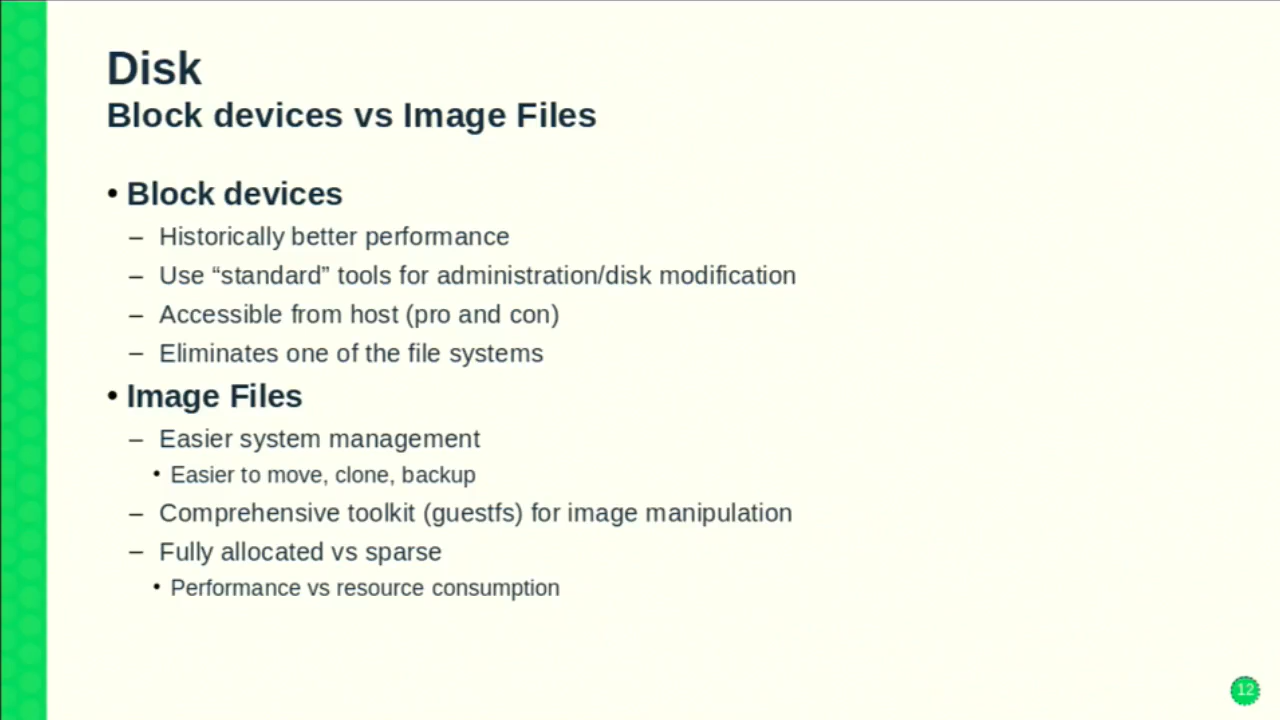 Disk
Block devices vs Image Files
• Block devices
– Historically better performance
– Use “standard” tools for administration/disk modification
– Accessible from host (pro and con)
– Eliminates one of the file systems
• Image Files
– Easier system management
• Easier to move, clone, backup
– Comprehensive toolkit (guestfs) for image manipulation
– Fully allocated vs sparse
• Performance vs resource consumption
12